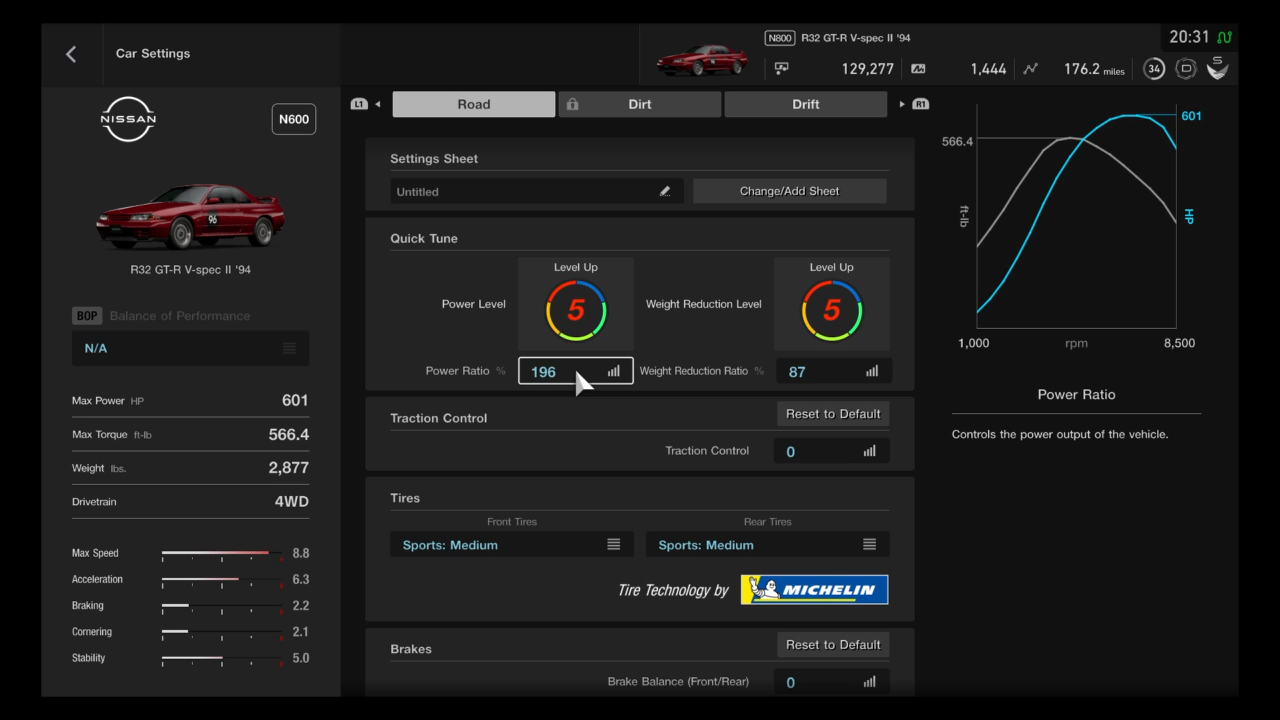 Car Settings
N800 R32 GT-R V-spec II '94
20:31
129,277
1,444
176.2 miles
34
S
NISSAN
N600
96
R32 GT-R V-spec II '94
BOP Balance of Performance
N/A
Max Power HP 601
Max Torque ft-lb 566.4
Weight lbs. 2,877
Drivetrain 4WD
Max Speed 8.8
Acceleration 6.3
Braking 2.2
Cornering 2.1
Stability 5.0
L1 Road Dirt Drift R1
Settings Sheet
Untitled Change/Add Sheet
Quick Tune
Level Up Level Up
Power Level 5 Weight Reduction Level 5
Power Ratio % 196 Weight Reduction Ratio % 87
Traction Control Reset to Default
Traction Control 0
Tires
Front Tires Rear Tires
Sports: Medium Sports: Medium
Tire Technology by MICHELIN
Brakes Reset to Default
Brake Balance (Front/Rear) 0
601
566.4
ft-lb HP
1,000 rpm 8,500
Power Ratio
Controls the power output of the vehicle.